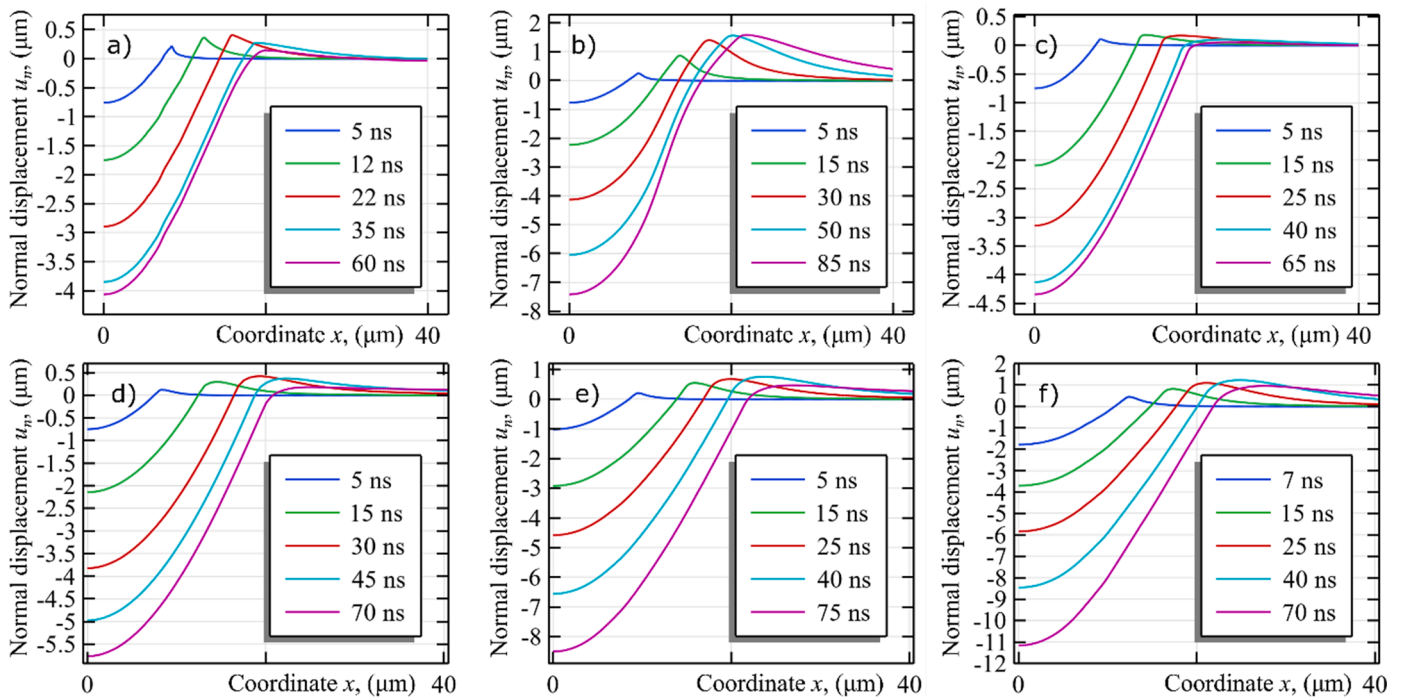 a)
Normal displacement uₙ, (μm)
0.5
0
-0.5
-1
-1.5
-2
-2.5
-3
-3.5
-4
5 ns
12 ns
22 ns
35 ns
60 ns
0
Coordinate x, (μm)
40
b)
Normal displacement uₙ, (μm)
2
1
0
-1
-2
-3
-4
-5
-6
-7
-8
5 ns
15 ns
30 ns
50 ns
85 ns
0
Coordinate x, (μm)
40
c)
Normal displacement uₙ, (μm)
0.5
0
-0.5
-1
-1.5
-2
-2.5
-3
-3.5
-4
-4.5
5 ns
15 ns
25 ns
40 ns
65 ns
0
Coordinate x, (μm)
40
d)
Normal displacement uₙ, (μm)
0.5
0
-0.5
-1
-1.5
-2
-2.5
-3
-3.5
-4
-4.5
-5
-5.5
5 ns
15 ns
30 ns
45 ns
70 ns
0
Coordinate x, (μm)
40
e)
Normal displacement uₙ, (μm)
1
0
-1
-2
-3
-4
-5
-6
-7
-8
5 ns
15 ns
25 ns
40 ns
75 ns
0
Coordinate x, (μm)
40
f)
Normal displacement uₙ, (μm)
2
1
0
-1
-2
-3
-4
-5
-6
-7
-8
-9
-10
-11
-12
7 ns
15 ns
25 ns
40 ns
70 ns
0
Coordinate x, (μm)
40